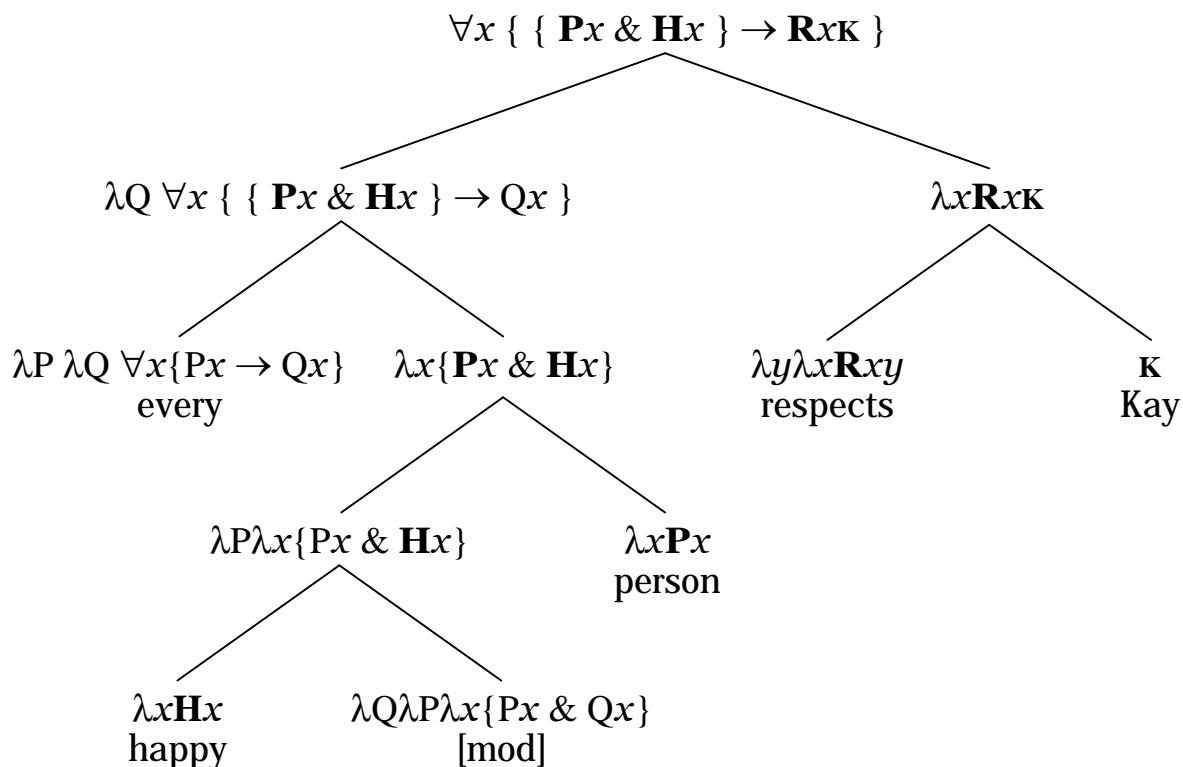 ∀x { { Px & Hx } → RxK }
λQ ∀x { { Px & Hx } → Qx }
λxRxK
λP λQ ∀x{Px → Qx}
every
λx{Px & Hx}
λyλxRxy
respects
K
Kay
λPλx{Px & Hx}
λxPx
person
λxHx
happy
λQλPλx{Px & Qx}
[mod]